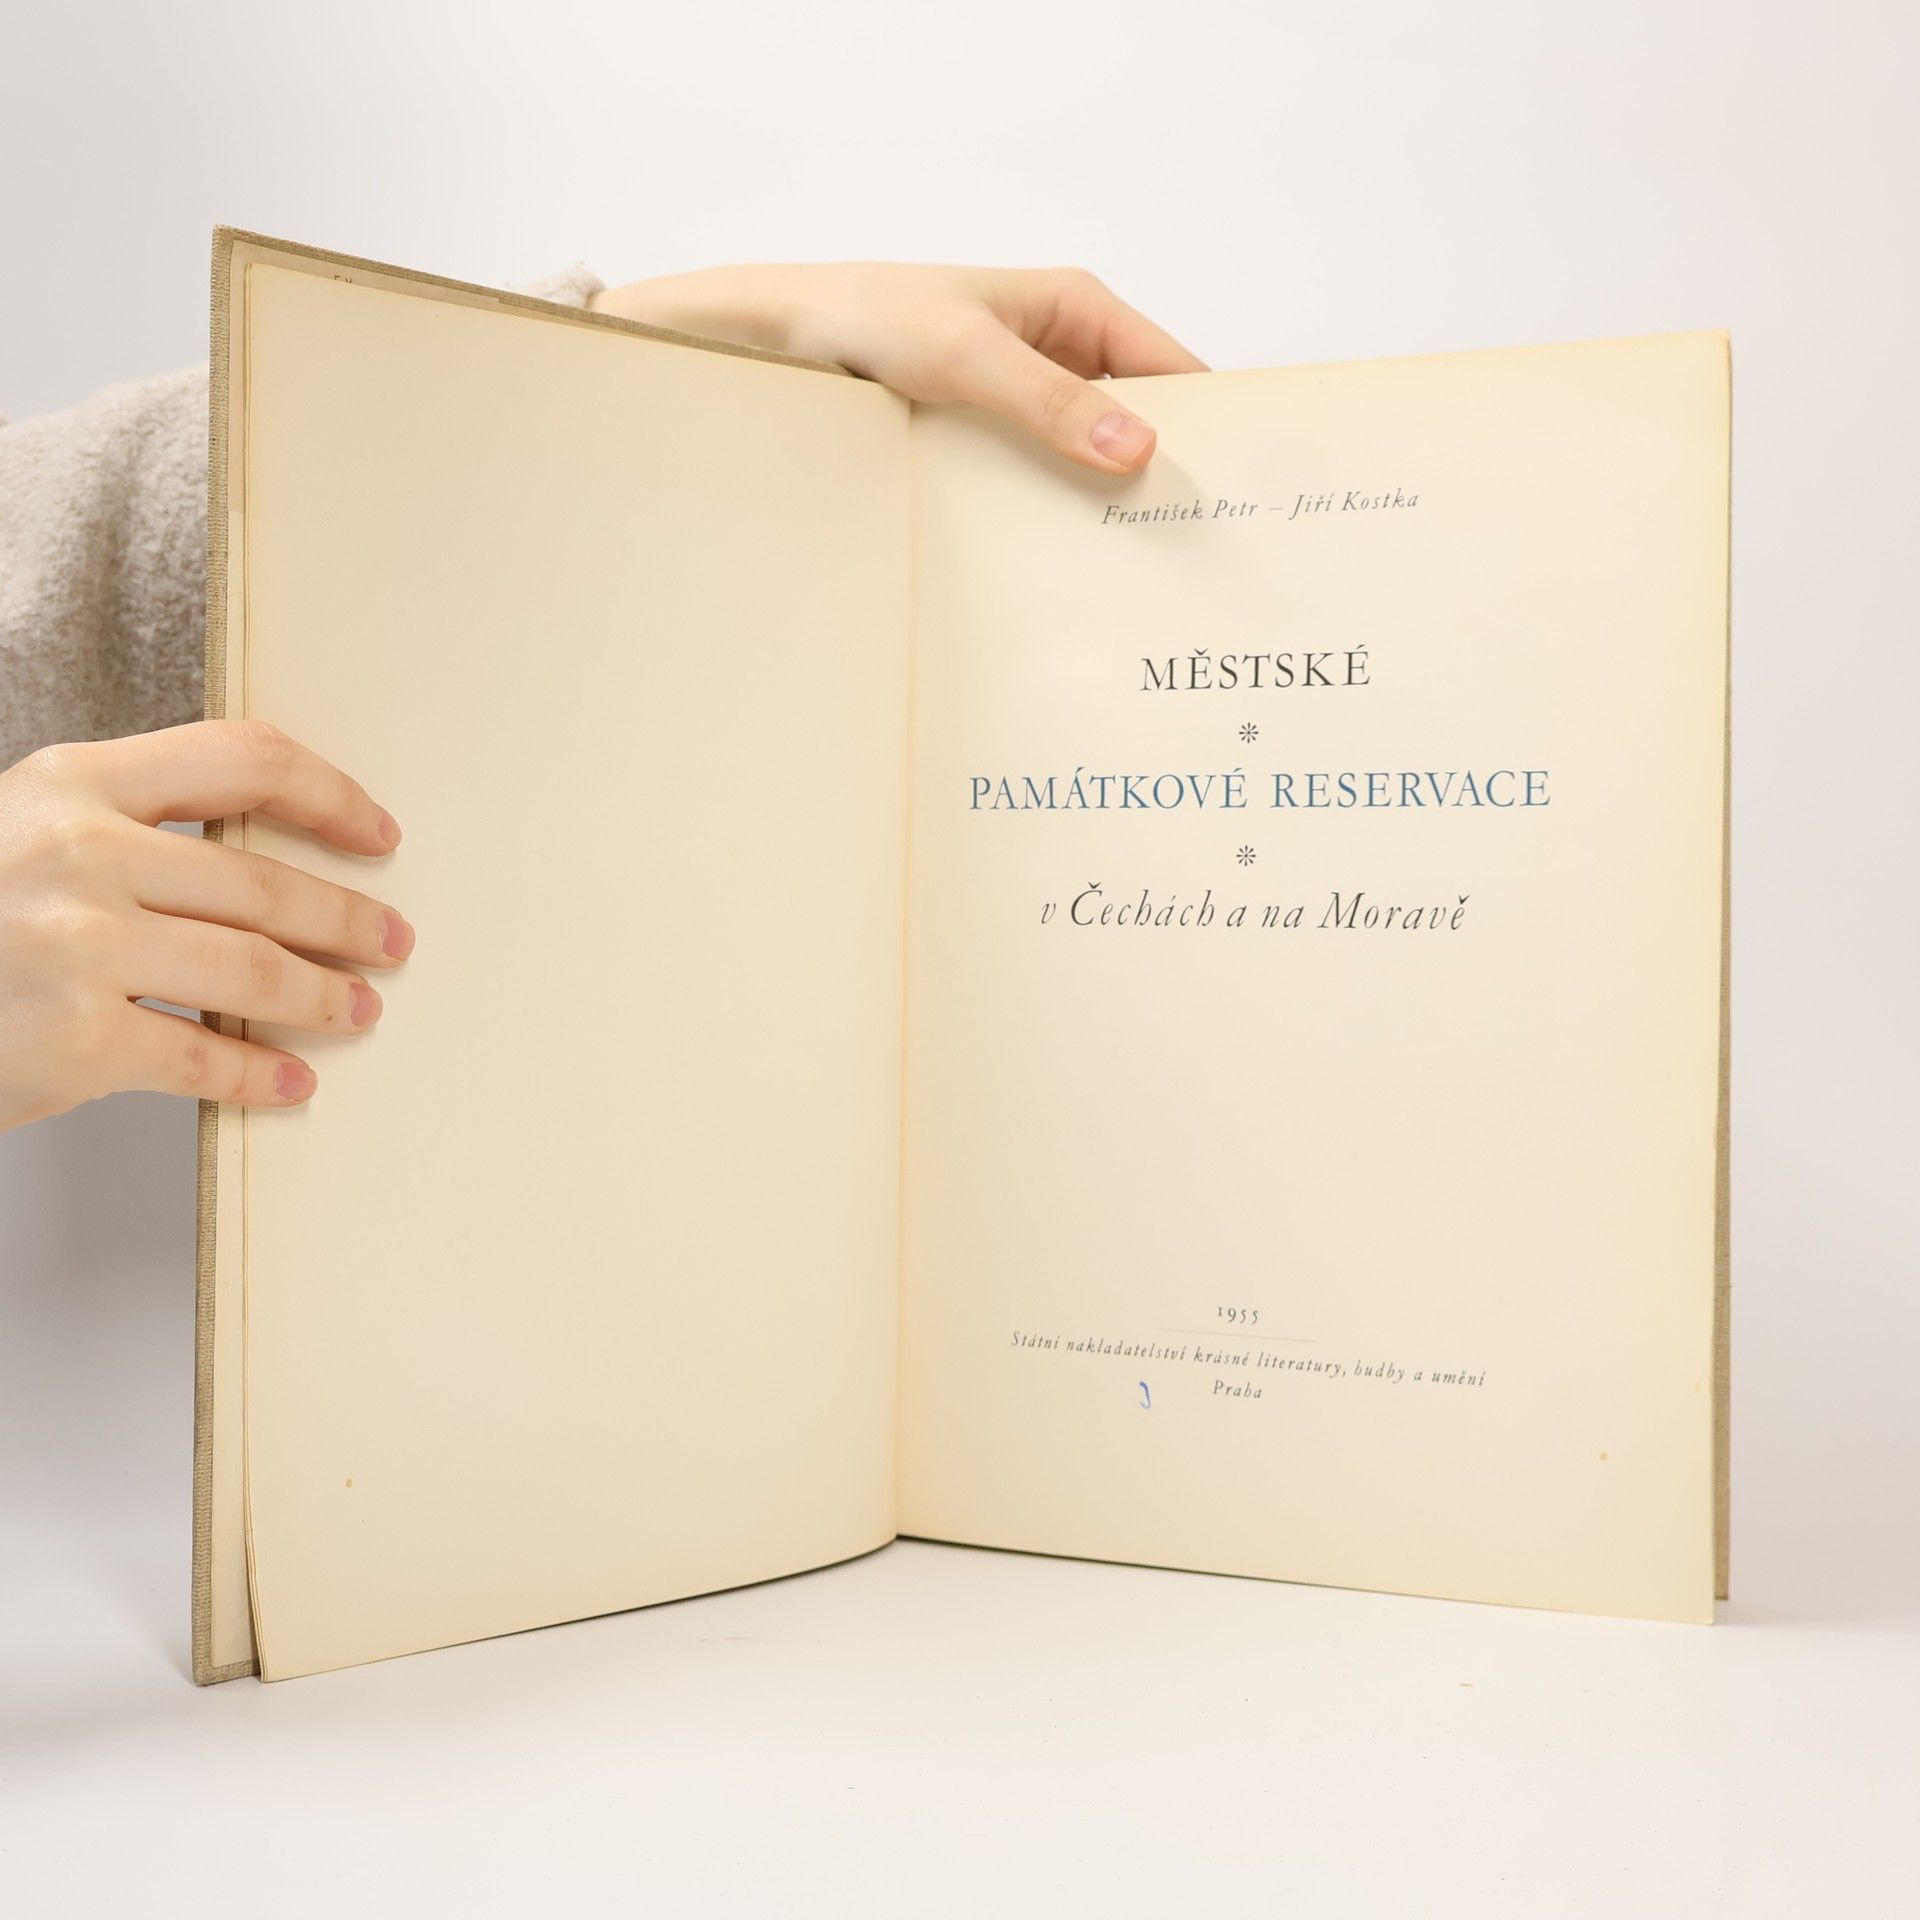 František Petr – Jiří Kostka
MĚSTSKÉ
PAMÁTKOVÉ RESERVACE
v Čechách a na Moravě
1955
Státní nakladatelství krásné literatury, hudby a umění
Praha